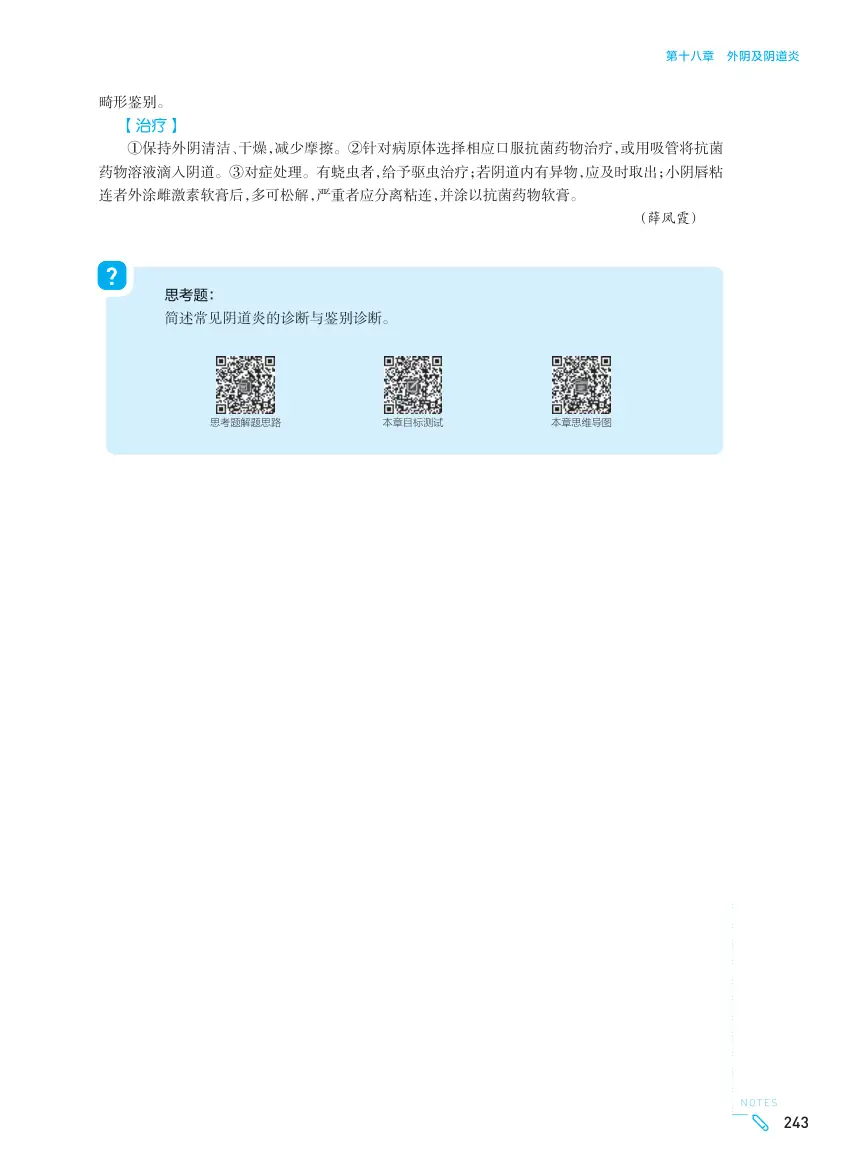 第十八章 外阴及阴道炎
畸形鉴别。
【治疗】
①保持外阴清洁、干燥，减少摩擦。②针对病原体选择相应口服抗菌药物治疗，或用吸管将抗菌
药物溶液滴入阴道。③对症处理。有蛲虫者，给予驱虫治疗；若阴道内有异物，应及时取出；小阴唇粘
连者外涂雌激素软膏后，多可松解，严重者应分离粘连，并涂以抗菌药物软膏。
（薛凤霞）
?
思考题：
简述常见阴道炎的诊断与鉴别诊断。
思考题解题思路 本章目标测试 本章思维导图
NOTES
243